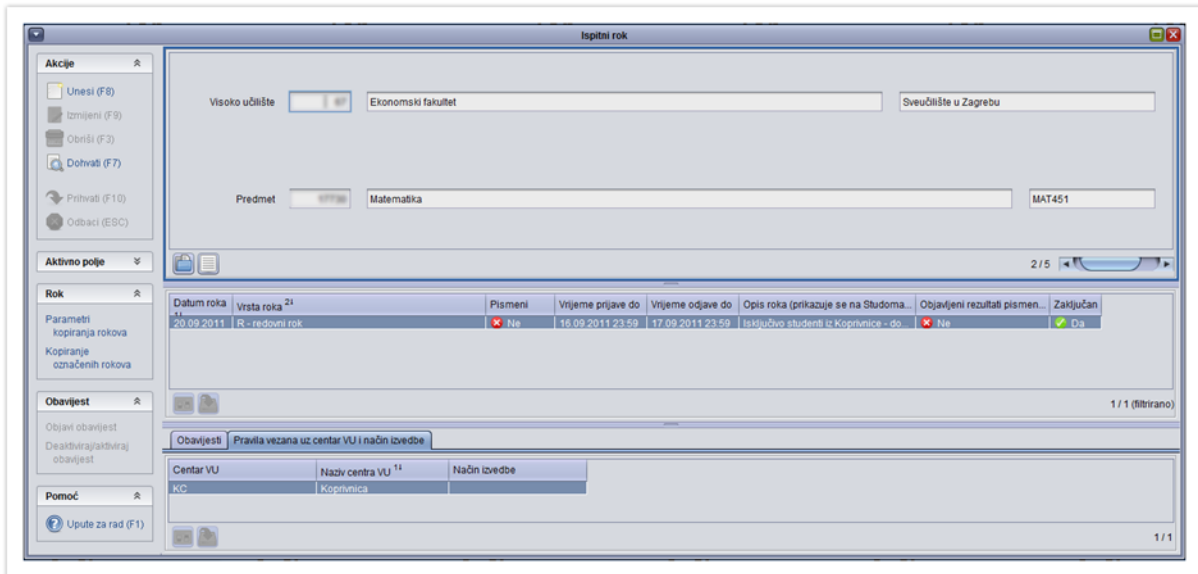 Ispitni rok
Akcije
Unesi (F8)
Izmijeni (F9)
Obriši (F3)
Dohvati (F7)
Prihvati (F10)
Odbaci (ESC)
Aktivno polje
Rok
Parametri
kopiranja rokova
Kopiranje
označenih rokova
Obavijest
Objavi obavijest
Deaktiviraj/aktiviraj
obavijest
Pomoć
Upute za rad (F1)
Visoko učilište Ekonomski fakultet Sveučilište u Zagrebu
Predmet Matematika MAT451
2 / 5
Datum roka Vrsta roka 2 Pismeni Vrijeme prijave do Vrijeme odjave do Opis roka (prikazuje se na Studoma... Objavljeni rezultati pismen... Zaključan
20.09.2011 R - redovni rok Ne 16.09.2011 23:59 17.09.2011 23:59 Isključivo studenti iz Koprivnice - do... Ne Da
1 / 1 (filtrirano)
Obavijesti Pravila vezana uz centar VU i način izvedbe
Centar VU Naziv centra VU 1 Način izvedbe
KC Koprivnica
1 / 1